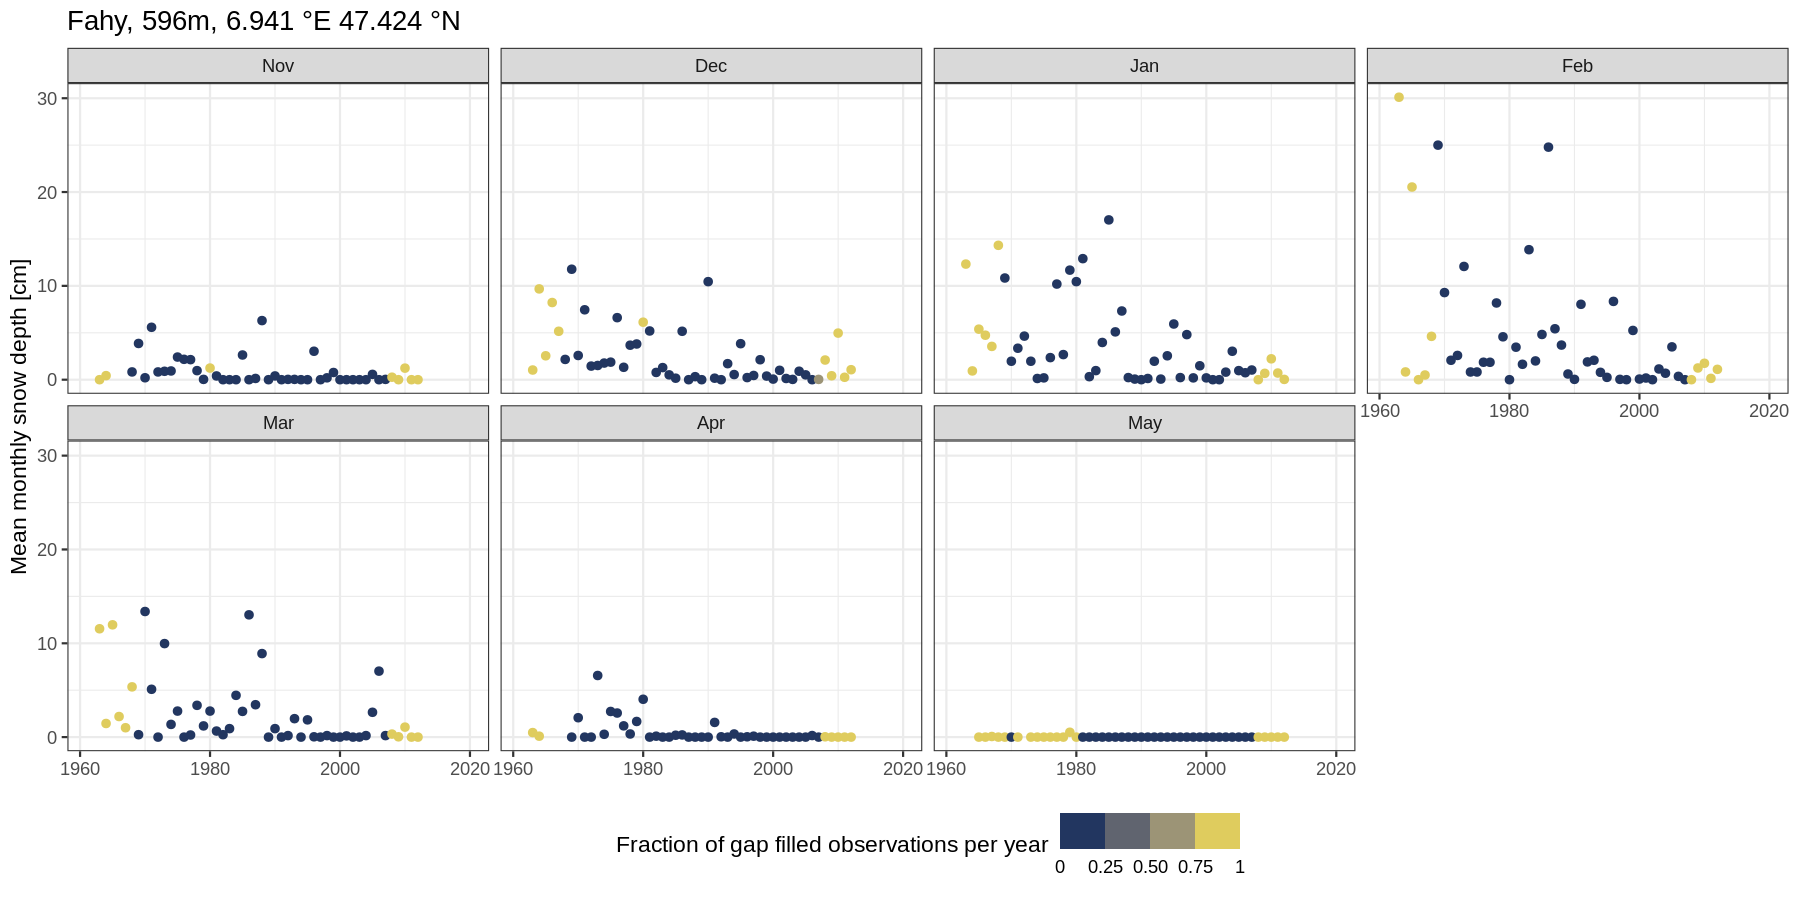 Fahy, 596m, 6.941 °E 47.424 °N
Nov
Dec
Jan
Feb
30
20
10
0
1960 1980 2000 2020
Mean monthly snow depth [cm]
Mar
Apr
May
30
20
10
0
1960 1980 2000 2020
1960 1980 2000 2020
1960 1980 2000 2020
Fraction of gap filled observations per year
0 0.25 0.50 0.75 1